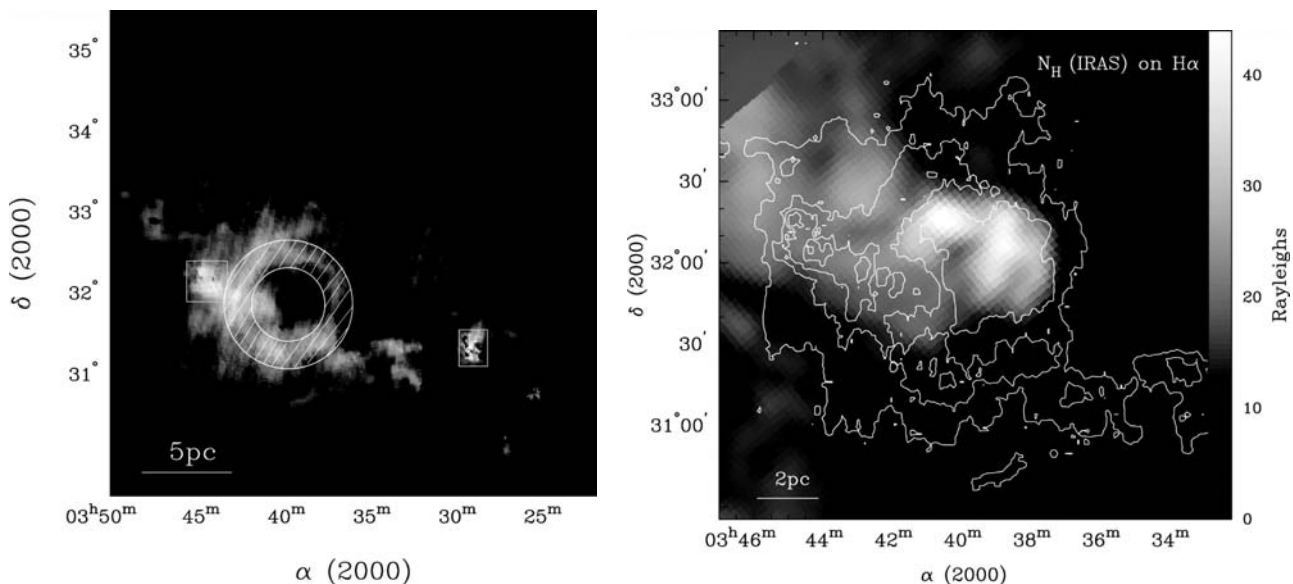 35°
34°
33°
32°
31°
δ (2000)
5pc
03ʰ50ᵐ 45ᵐ 40ᵐ 35ᵐ 30ᵐ 25ᵐ
α (2000)
N_H (IRAS) on Hα
33°00′
30′
32°00′
30′
31°00′
δ (2000)
2pc
03ʰ46ᵐ 44ᵐ 42ᵐ 40ᵐ 38ᵐ 36ᵐ 34ᵐ
α (2000)
40
30
20
10
0
Rayleighs